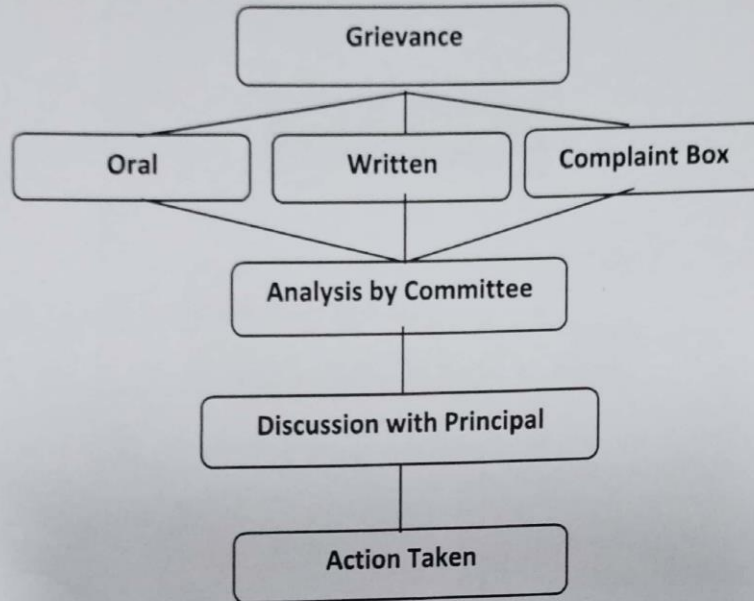 Grievance
Oral
Written
Complaint Box
Analysis by Committee
Discussion with Principal
Action Taken